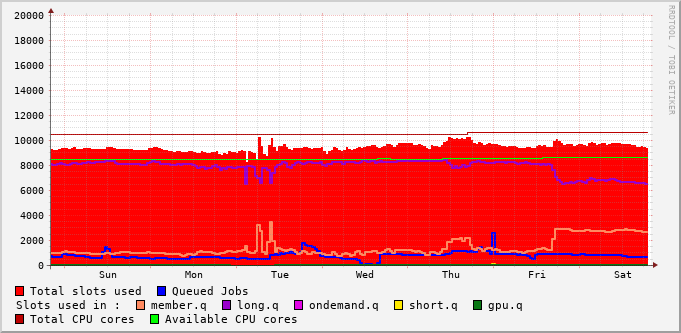 20000
18000
16000
14000
12000
10000
8000
6000
4000
2000
0
Sun Mon Tue Wed Thu Fri Sat
RRDTOOL / TOBI OETIKER
Total slots used Queued Jobs
Slots used in : member.q long.q ondemand.q short.q gpu.q
Total CPU cores Available CPU cores